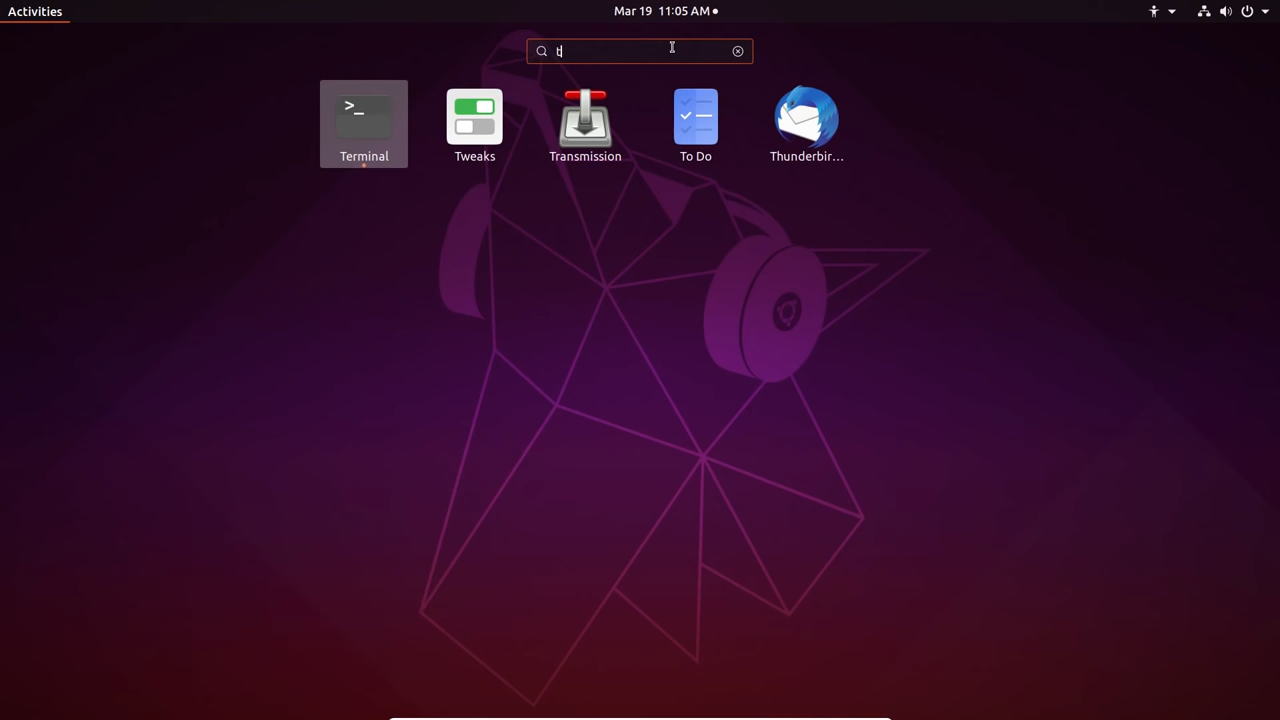 Activities
Mar 19 11:05 AM
t
>_
Terminal
Tweaks
Transmission
To Do
Thunderbir...